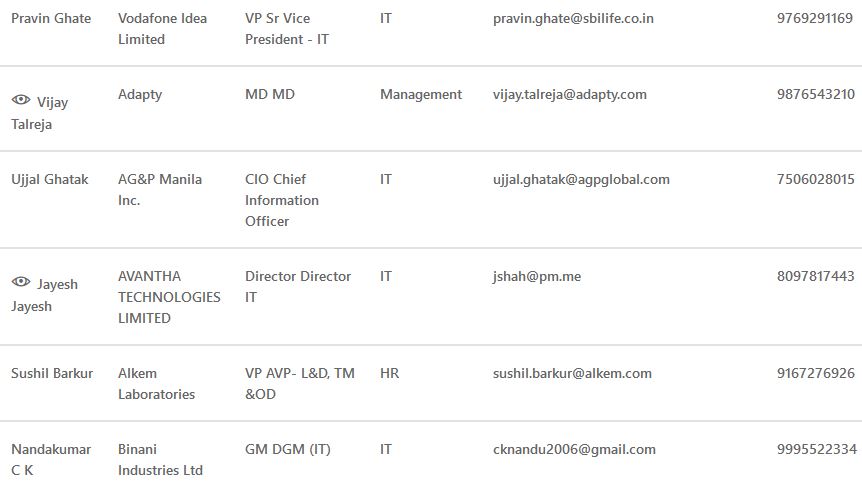 Pravin Ghate Vodafone Idea VP Sr Vice IT pravin.ghate@sbilife.co.in 9769291169
Limited President - IT
Vijay Adapty MD MD Management vijay.talreja@adapty.com 9876543210
Talreja
Ujjal Ghatak AG&P Manila CIO Chief IT ujjal.ghatak@agpglobal.com 7506028015
Inc. Information
Officer
Jayesh AVANTHA Director Director IT jshah@pm.me 8097817443
Jayesh TECHNOLOGIES IT
LIMITED
Sushil Barkur Alkem VP AVP- L&D, TM HR sushil.barkur@alkem.com 9167276926
Laboratories &OD
Nandakumar Binani GM DGM (IT) IT cknandu2006@gmail.com 9995522334
C K Industries Ltd